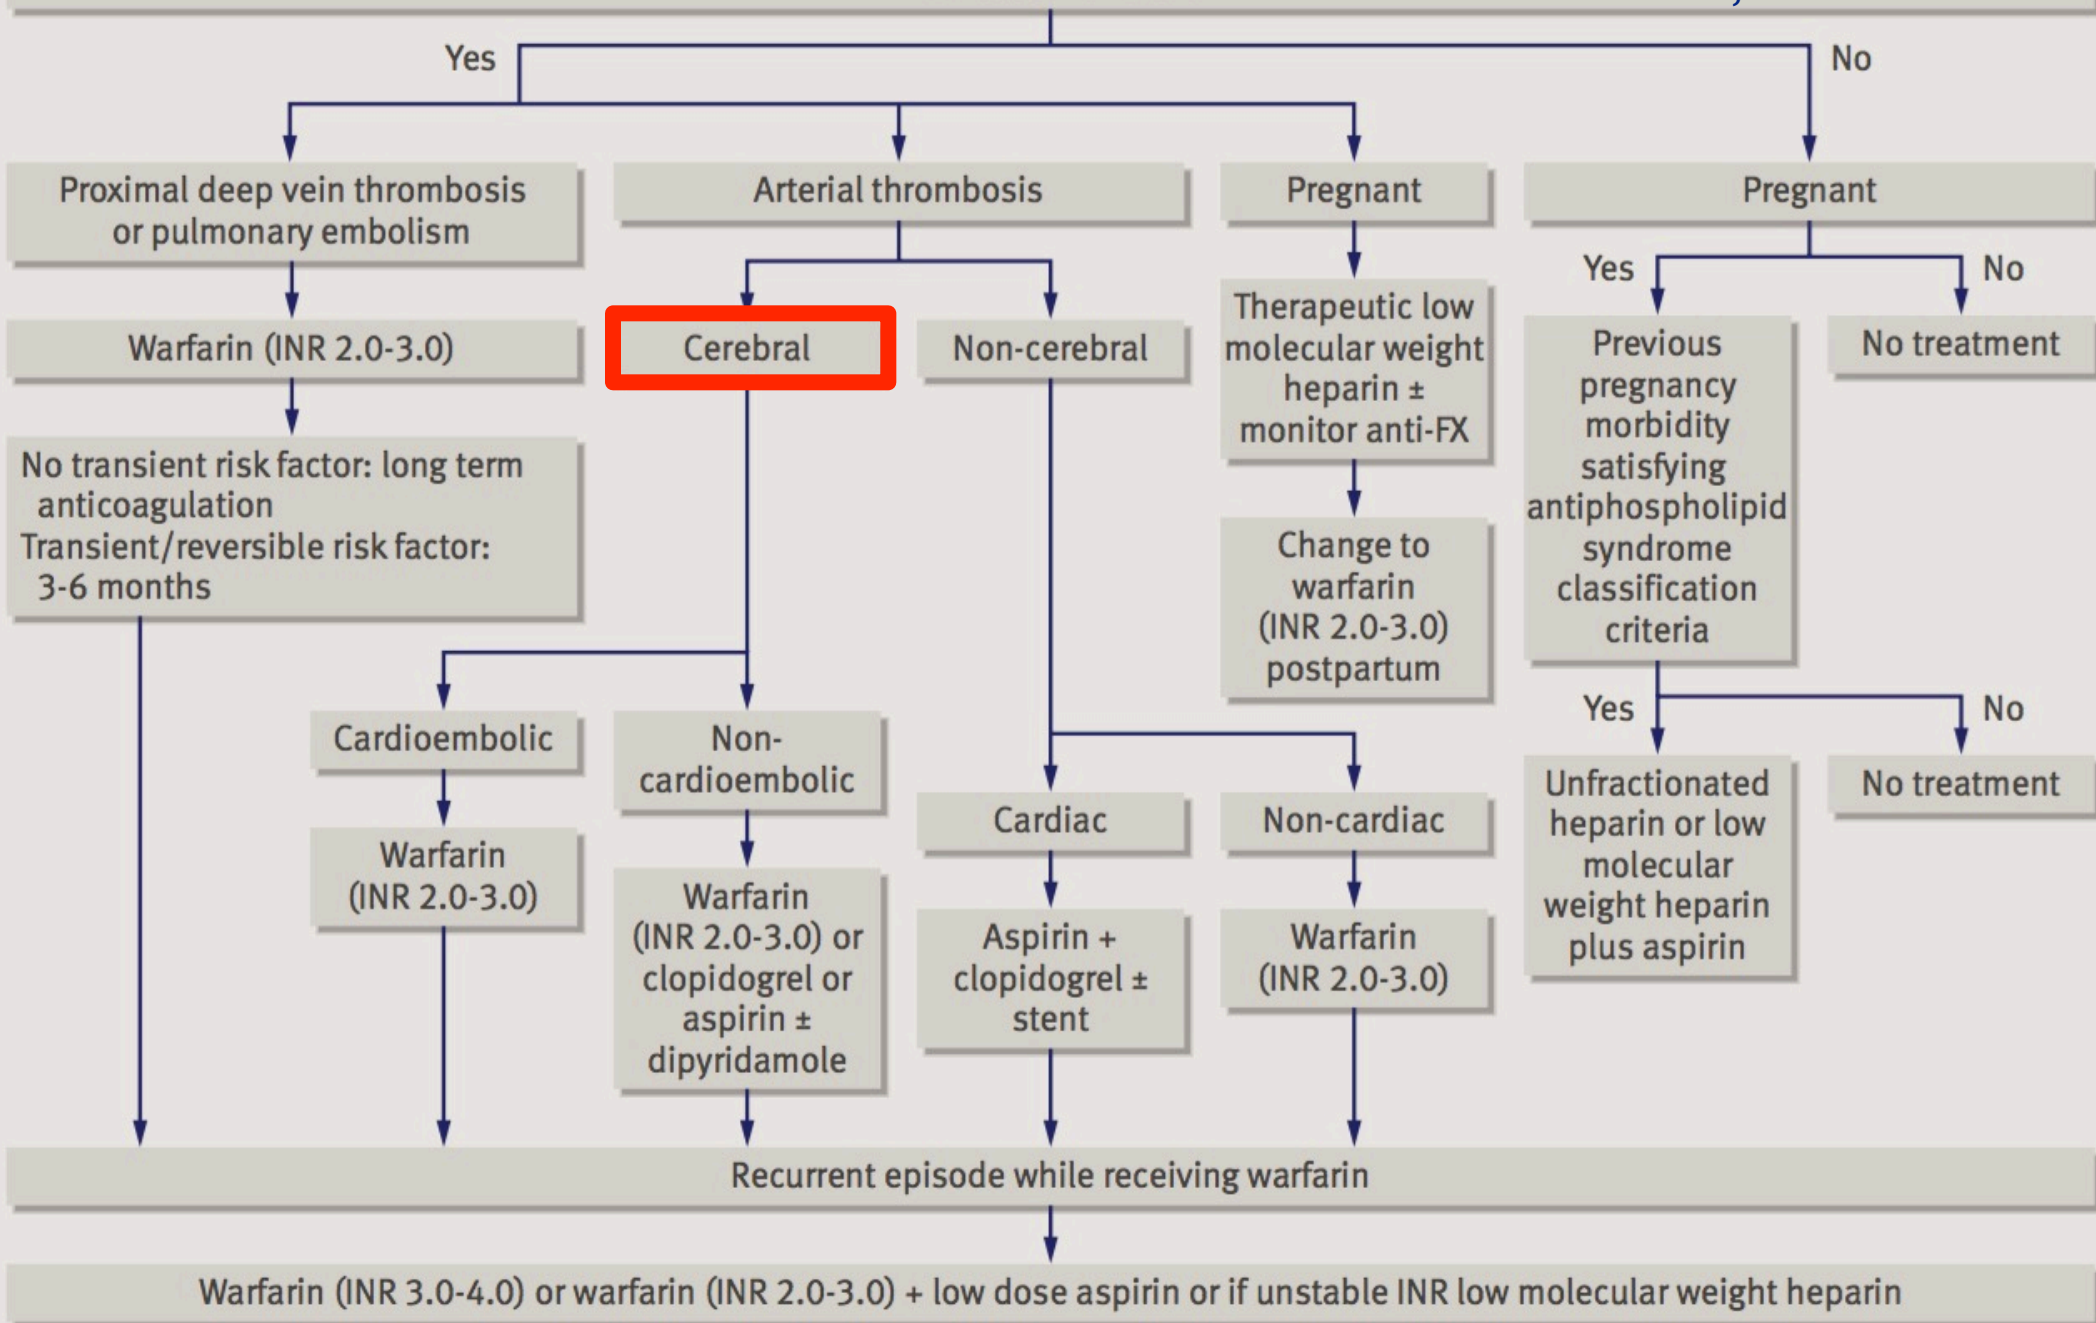 Yes
No
Proximal deep vein thrombosis
or pulmonary embolism
Arterial thrombosis
Pregnant
Pregnant
Yes
No
Warfarin (INR 2.0-3.0)
Cerebral
Non-cerebral
Therapeutic low
molecular weight
heparin ±
monitor anti-FX
Previous
pregnancy
morbidity
satisfying
antiphospholipid
syndrome
classification
criteria
No treatment
No transient risk factor: long term
anticoagulation
Transient/reversible risk factor:
3-6 months
Change to
warfarin
(INR 2.0-3.0)
postpartum
Yes
No
Cardioembolic
Non-
cardioembolic
Cardiac
Non-cardiac
Unfractionated
heparin or low
molecular
weight heparin
plus aspirin
No treatment
Warfarin
(INR 2.0-3.0)
Warfarin
(INR 2.0-3.0) or
clopidogrel or
aspirin ±
dipyridamole
Aspirin +
clopidogrel ±
stent
Warfarin
(INR 2.0-3.0)
Recurrent episode while receiving warfarin
Warfarin (INR 3.0-4.0) or warfarin (INR 2.0-3.0) + low dose aspirin or if unstable INR low molecular weight heparin